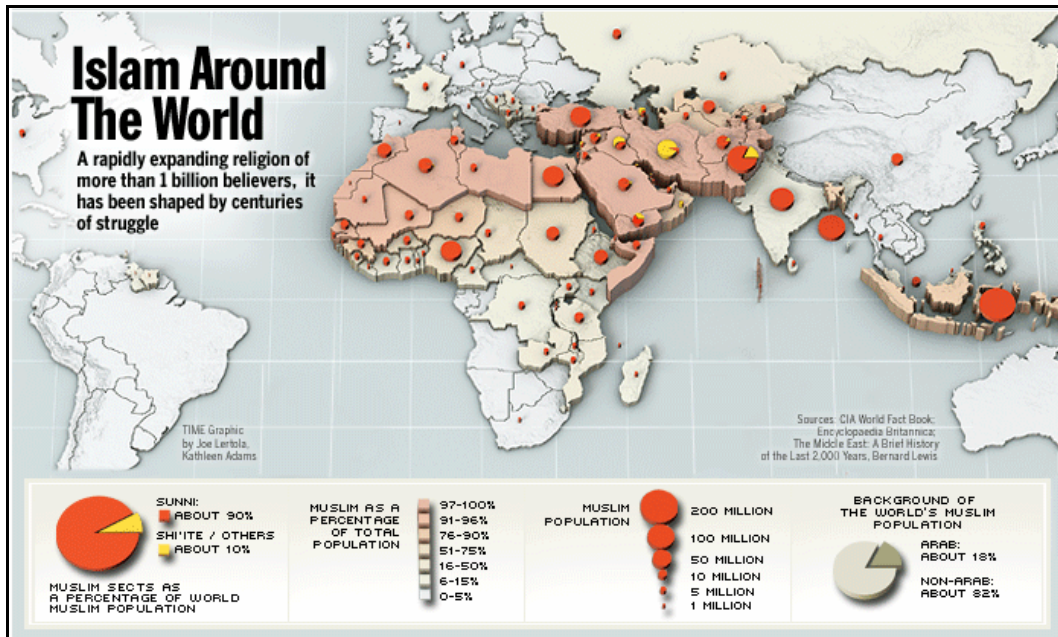 Islam Around
The World
A rapidly expanding religion of
more than 1 billion believers, it
has been shaped by centuries
of struggle
TIME Graphic
by Joe Lertola,
Kathleen Adams
Sources: CIA World Fact Book;
Encyclopaedia Britannica;
The Middle East: A Brief History
of the Last 2,000 Years, Bernard Lewis
SUNNI:
ABOUT 90%
SHI'ITE / OTHERS
ABOUT 10%
MUSLIM SECTS AS
A PERCENTAGE OF WORLD
MUSLIM POPULATION
MUSLIM AS A
PERCENTAGE
OF TOTAL
POPULATION
97-100%
91-96%
76-90%
51-75%
16-50%
6-15%
0-5%
MUSLIM
POPULATION
200 MILLION
100 MILLION
50 MILLION
10 MILLION
5 MILLION
1 MILLION
BACKGROUND OF
THE WORLD'S MUSLIM
POPULATION
ARAB:
ABOUT 18%
NON-ARAB:
ABOUT 82%